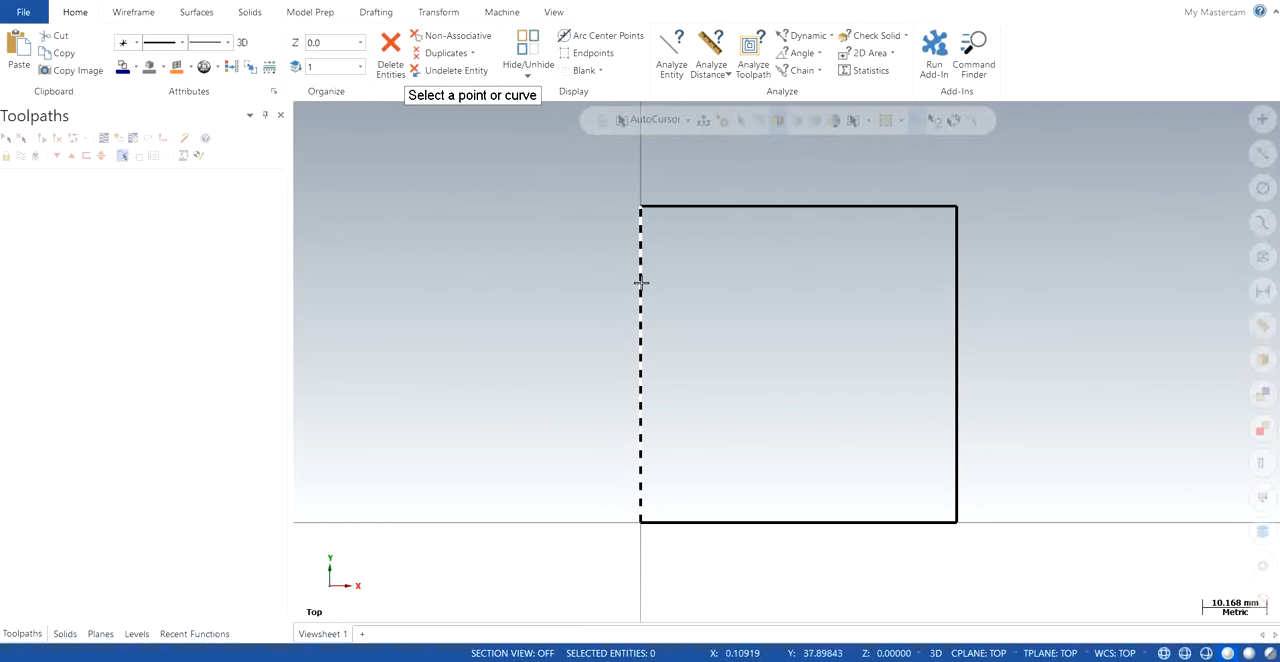 File Home Wireframe Surfaces Solids Model Prep Drafting Transform Machine View My Mastercam
Paste Cut Copy Copy Image
Clipboard
3D
Attributes
Z 0.0
1
Organize
Delete Entities Non-Associative Duplicates Undelete Entity
Hide/Unhide Arc Center Points Endpoints Blank
Display
Analyze Entity Analyze Distance Analyze Toolpath Dynamic Angle Chain Check Solid 2D Area Statistics
Analyze
Run Add-In Command Finder
Add-Ins
Select a point or curve
Toolpaths
AutoCursor
Y
X
Top
10.168 mm
Metric
Toolpaths Solids Planes Levels Recent Functions Viewsheet 1 +
SECTION VIEW: OFF SELECTED ENTITIES: 0 X: 0.10919 Y: 37.89843 Z: 0.00000 3D CPLANE: TOP TPLANE: TOP WCS: TOP